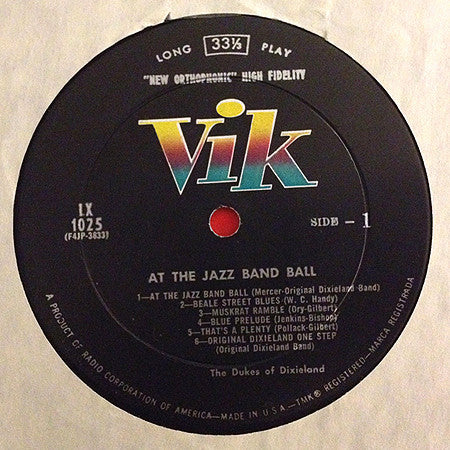 LONG 33⅓ PLAY
"NEW ORTHOPHONIC" HIGH FIDELITY
Vik
LX
1025
(F4JP-3833)
SIDE - 1
AT THE JAZZ BAND BALL
1—AT THE JAZZ BAND BALL (Mercer-Original Dixieland Band)
2—BEALE STREET BLUES (W. C. Handy)
3—MUSKRAT RAMBLE (Ory-Gilbert)
4—BLUE PRELUDE (Jenkins-Bishop)
5—THAT'S A PLENTY (Pollack-Gilbert)
6—ORIGINAL DIXIELAND ONE STEP
(Original Dixieland Band)
The Dukes of Dixieland
A PRODUCT OF RADIO CORPORATION OF AMERICA—MADE IN U.S.A.—TMK ® REGISTERED—MARCA REGISTRADA